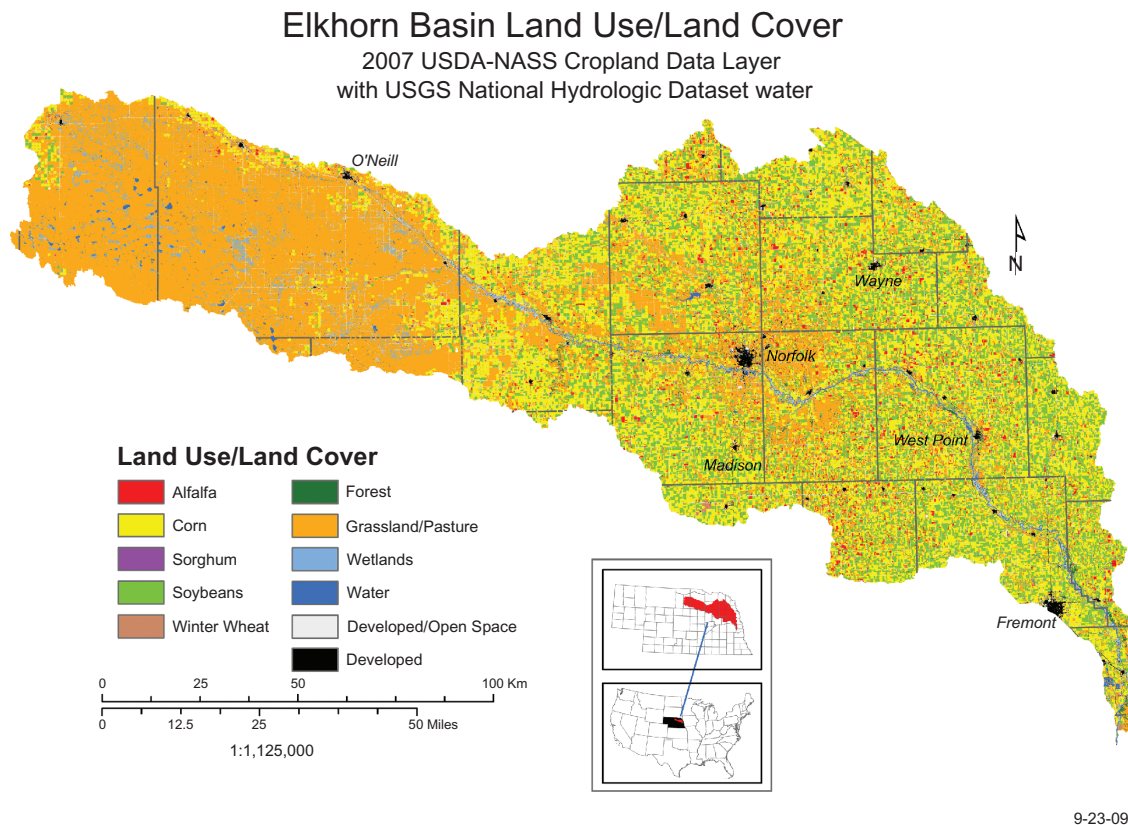 Elkhorn Basin Land Use/Land Cover
2007 USDA-NASS Cropland Data Layer
with USGS National Hydrologic Dataset water
O'Neill
N
Wayne
Norfolk
West Point
Madison
Fremont
Land Use/Land Cover
Alfalfa
Corn
Sorghum
Soybeans
Winter Wheat
Forest
Grassland/Pasture
Wetlands
Water
Developed/Open Space
Developed
0 25 50 100 Km
0 12.5 25 50 Miles
1:1,125,000
9-23-09